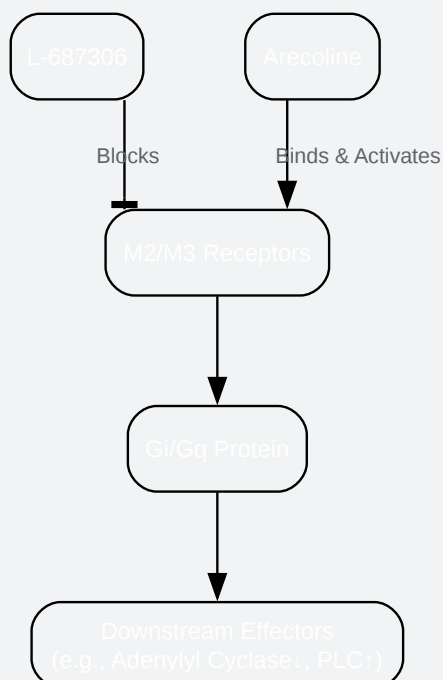 L-687306
Arecoline
Blocks
Binds & Activates
M2/M3 Receptors
Gi/Gq Protein
Downstream Effectors
(e.g., Adenylyl Cyclase↓, PLC↑)